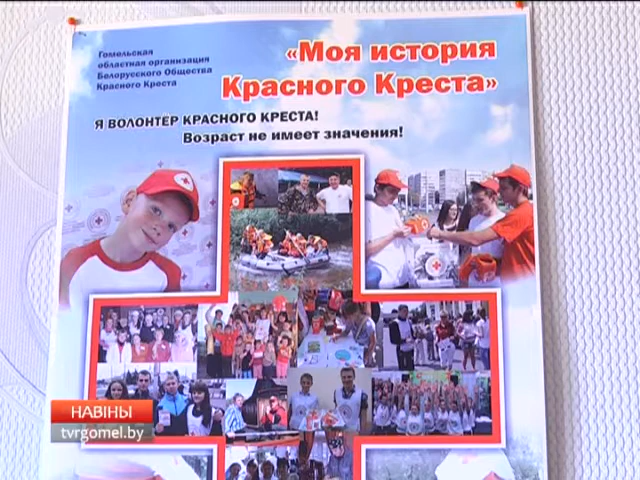 Гомельская
областная организация
Белорусского Общества
Красного Креста
«Моя история
Красного Креста»
Я ВОЛОНТЁР КРАСНОГО КРЕСТА!
Возраст не имеет значения!
НАВІНЫ
tvrgomel.by